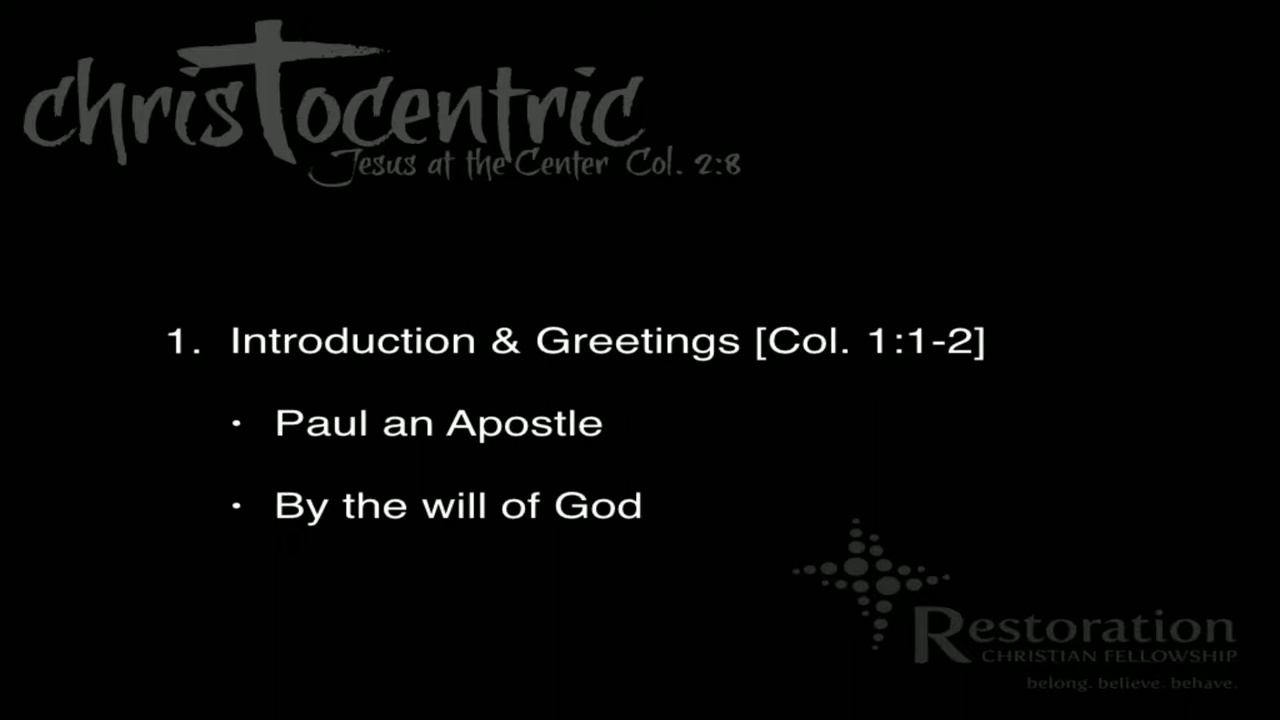 chrisTocentric
Jesus at the Center Col. 2:8
1. Introduction & Greetings [Col. 1:1-2]
• Paul an Apostle
• By the will of God
Restoration
CHRISTIAN FELLOWSHIP
belong. believe. behave.